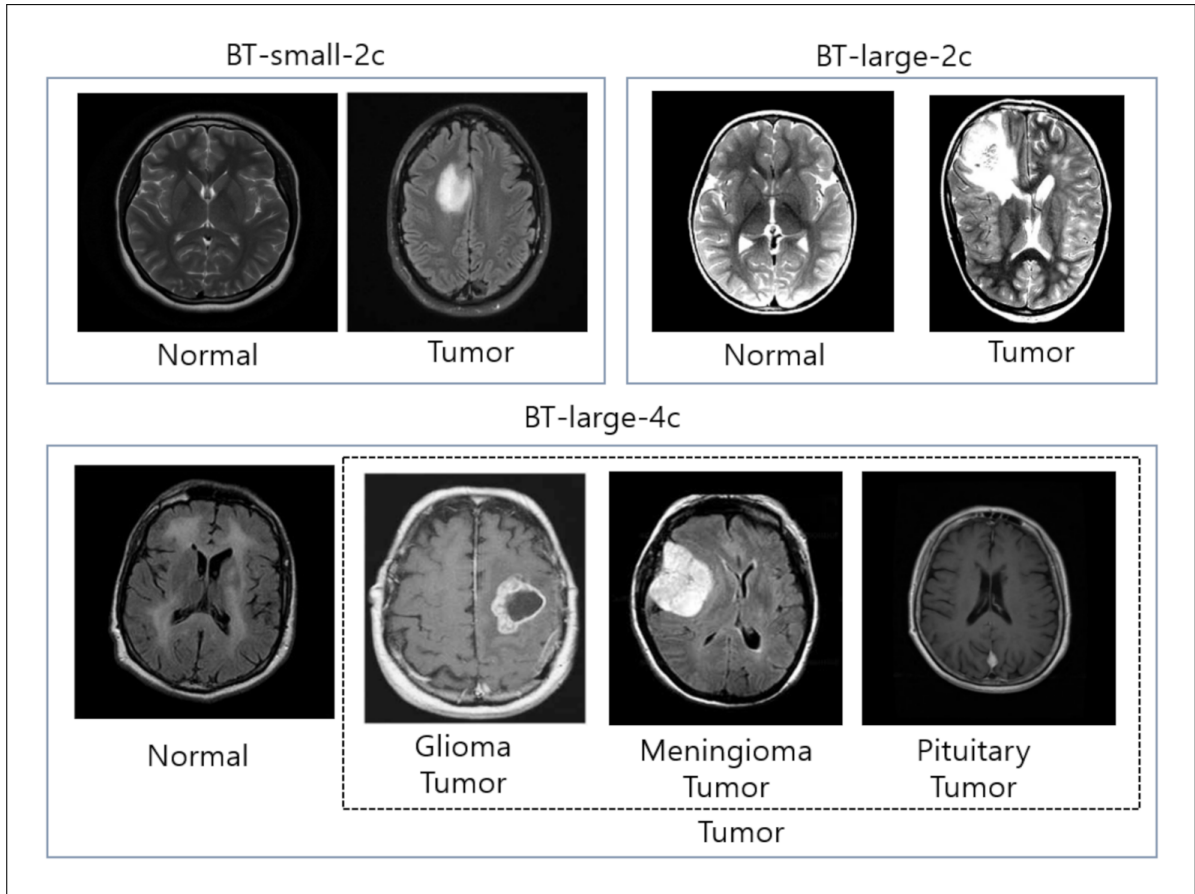 BT-small-2c
BT-large-2c
Normal
Tumor
Normal
Tumor
BT-large-4c
Normal
Glioma
Tumor
Meningioma
Tumor
Pituitary
Tumor
Tumor